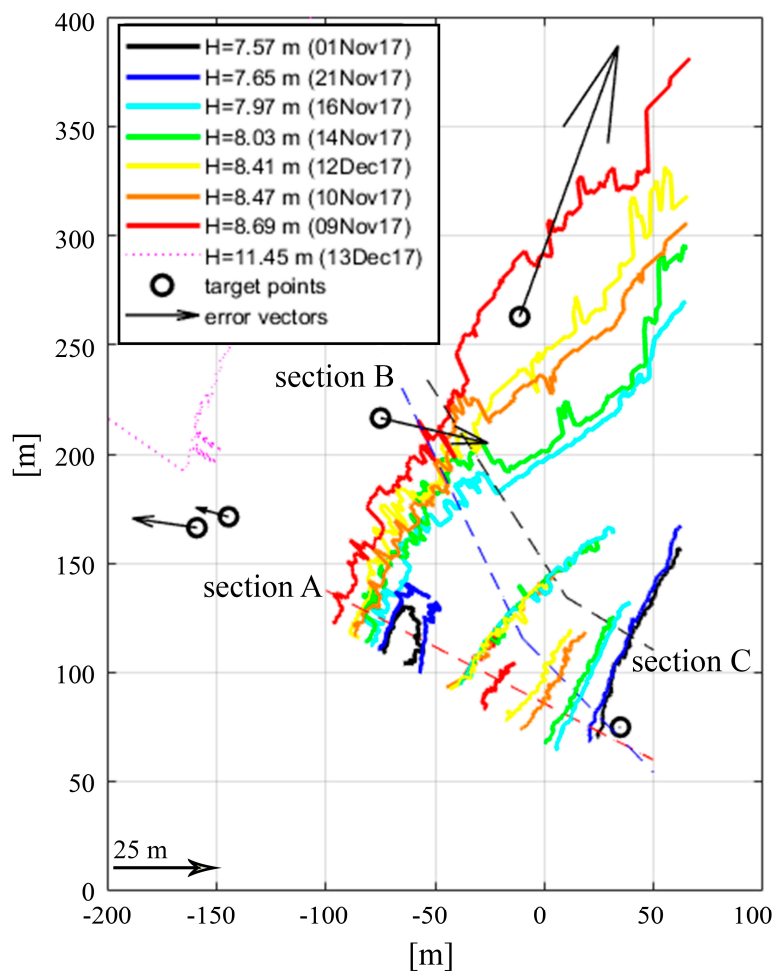 400
350
300
250
200
150
100
50
0
[m]
H=7.57 m (01Nov17)
H=7.65 m (21Nov17)
H=7.97 m (16Nov17)
H=8.03 m (14Nov17)
H=8.41 m (12Dec17)
H=8.47 m (10Nov17)
H=8.69 m (09Nov17)
H=11.45 m (13Dec17)
target points
error vectors
section B
section A
section C
25 m
-200 -150 -100 -50 0 50 100
[m]